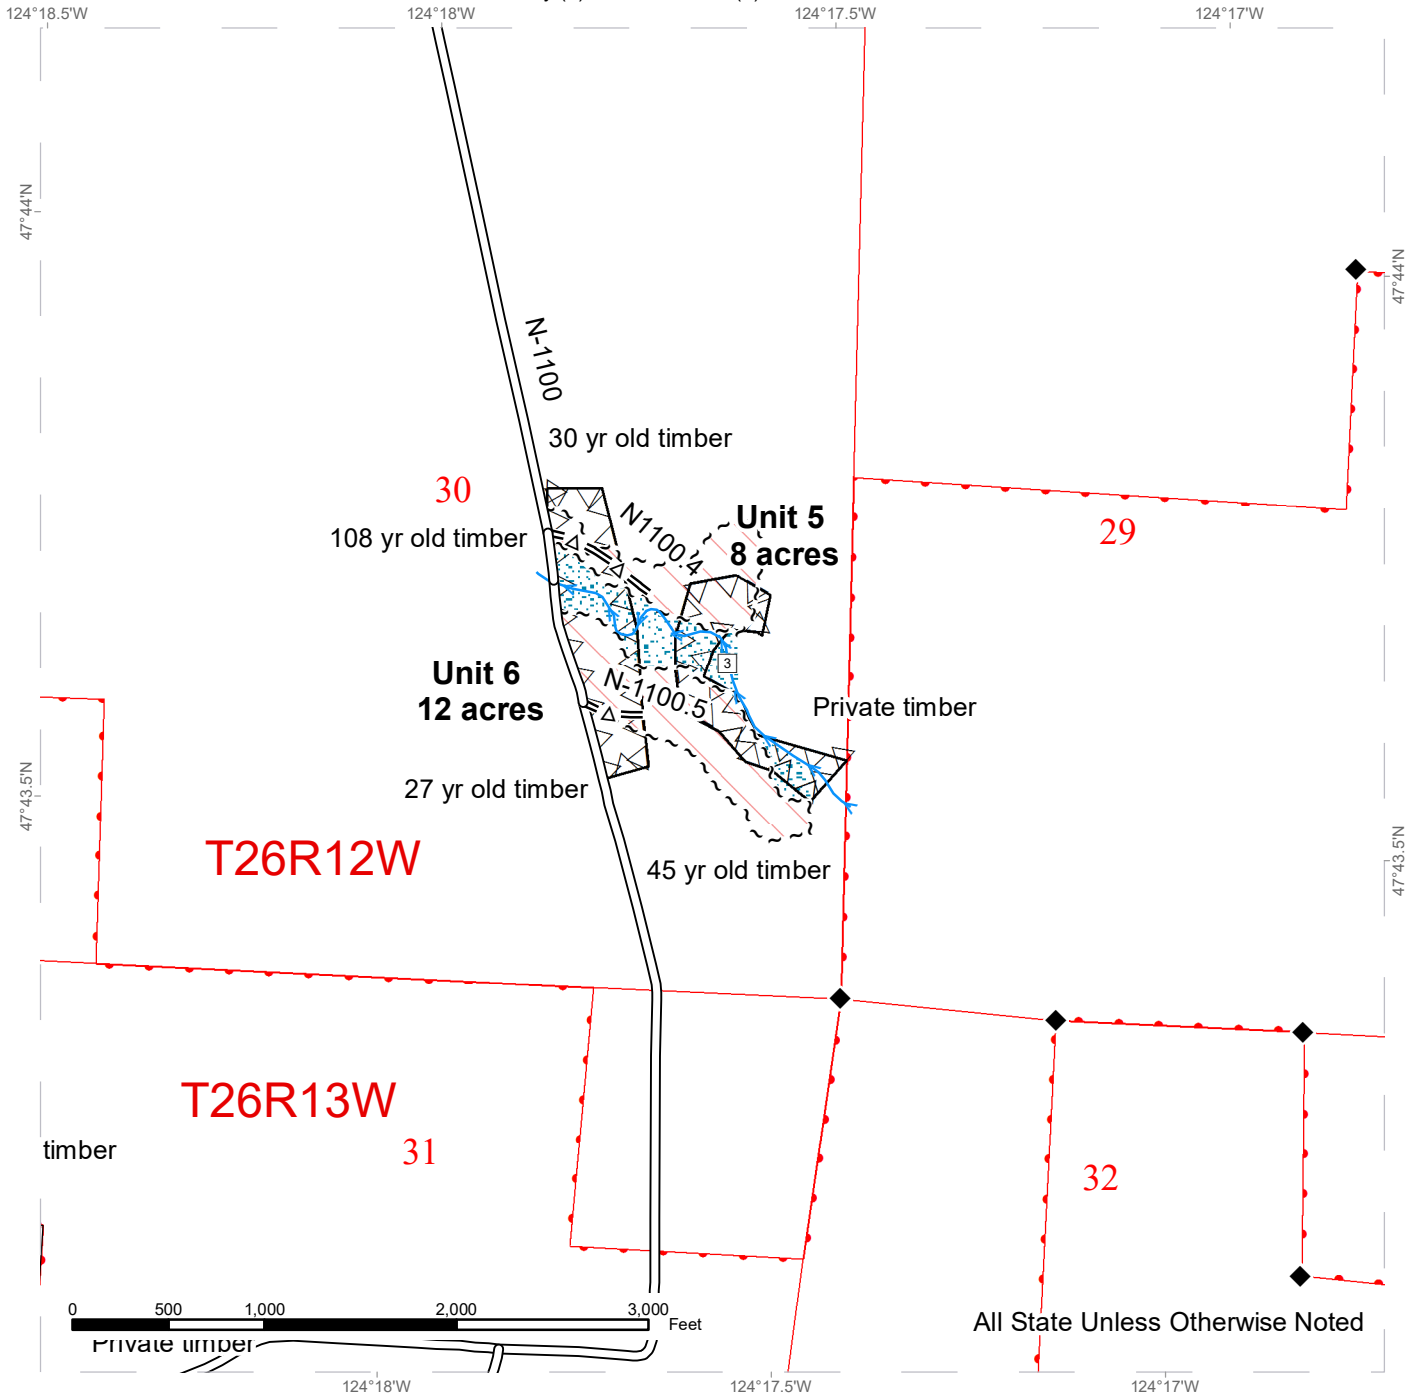 124°18.5'W
124°18'W
124°17.5'W
124°17'W
47°44'N
47°44'N
N-1100
30 yr old timber
30
Unit 5
8 acres
N1100.4
29
108 yr old timber
3
Unit 6
12 acres
N-1100.5
Private timber
27 yr old timber
47°43.5'N
47°43.5'N
T26R12W
45 yr old timber
T26R13W
31
timber
32
0 500 1,000 2,000 3,000
Feet
All State Unless Otherwise Noted
Private timber
124°18'W
124°17.5'W
124°17'W